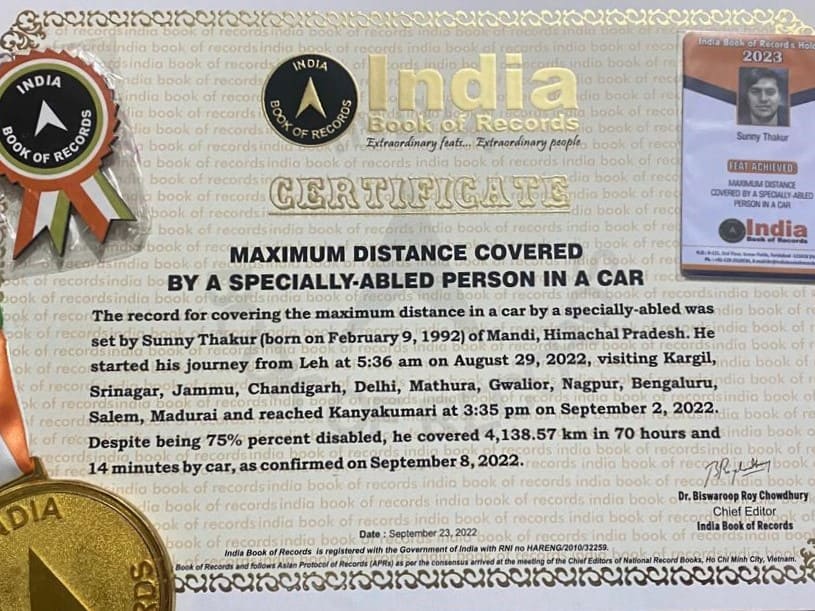 INDIA
BOOK OF RECORDS
INDIA
BOOK OF RECORDS
India
Book of Records
Extraordinary feats... Extraordinary people
CERTIFICATE
India Book of Records
2023
Sunny Thakur
FEAT ACHIEVED
MAXIMUM DISTANCE
COVERED BY A SPECIALLY-ABLED
PERSON IN A CAR
India
Book of Records
MAXIMUM DISTANCE COVERED
BY A SPECIALLY-ABLED PERSON IN A CAR
The record for covering the maximum distance in a car by a specially-abled was
set by Sunny Thakur (born on February 9, 1992) of Mandi, Himachal Pradesh. He
started his journey from Leh at 5:36 am on August 29, 2022, visiting Kargil,
Srinagar, Jammu, Chandigarh, Delhi, Mathura, Gwalior, Nagpur, Bengaluru,
Salem, Madurai and reached Kanyakumari at 3:35 pm on September 2, 2022.
Despite being 75% percent disabled, he covered 4,138.57 km in 70 hours and
14 minutes by car, as confirmed on September 8, 2022.
Dr. Biswaroop Roy Chowdhury
Chief Editor
India Book of Records
Date : September 23, 2022
India Book of Records is registered with the Government of India with RNI no HARENG/2010/32259.
Book of Records and follows Asian Protocol of Records (APRs) as per the consensus arrived at the meeting of the Chief Editors of National Record Books, Ho Chi Minh City, Vietnam.